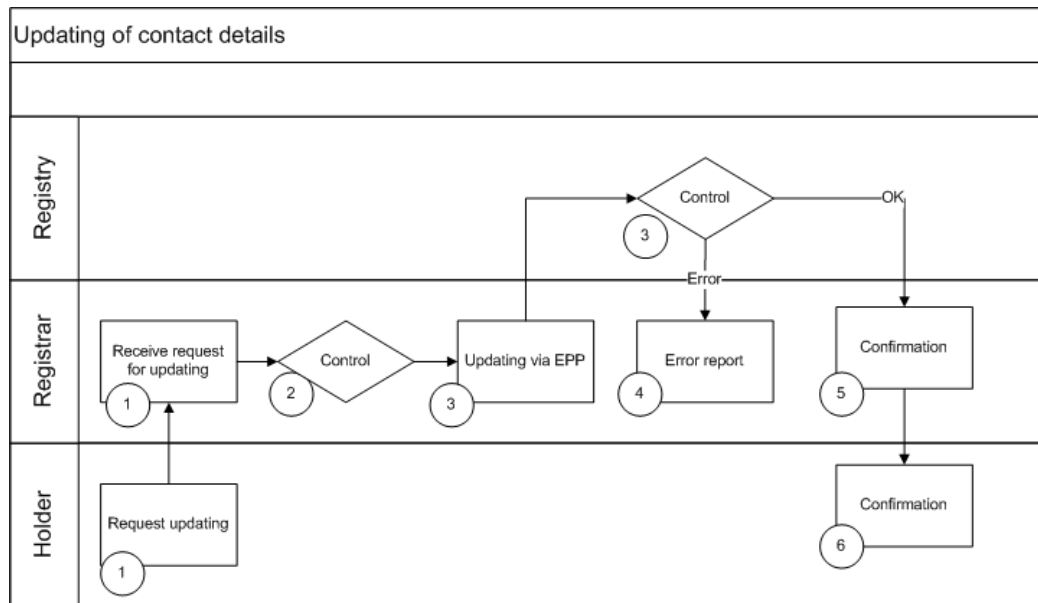 Updating of contact details
Registry
Control
3
OK
Error
Registrar
Receive request
for updating
1
Control
2
Updating via EPP
3
Error report
4
Confirmation
5
Holder
Request updating
1
Confirmation
6